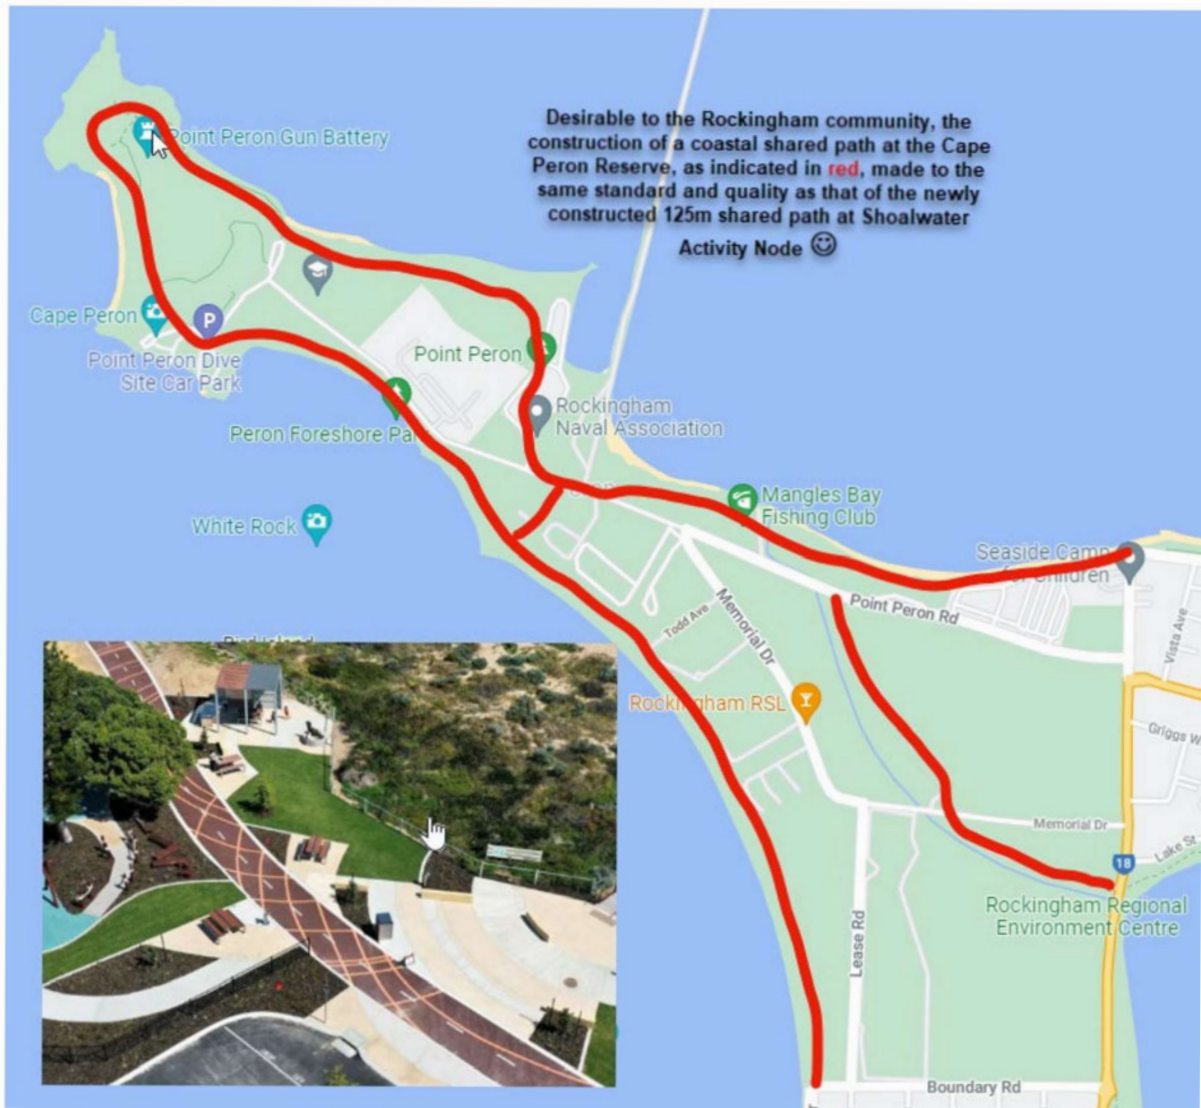 Desirable to the Rockingham community, the
construction of a coastal shared path at the Cape
Peron Reserve, as indicated in red, made to the
same standard and quality as that of the newly
constructed 125m shared path at Shoalwater
Activity Node ☺
Point Peron Gun Battery
Cape Peron
P
Point Peron Dive
Site Car Park
Point Peron
Rockingham
Naval Association
Peron Foreshore Par
White Rock
Mangles Bay
Fishing Club
Seaside Camp
for Children
Point Peron Rd
Vista Ave
Todd Ave
Memorial Dr
Rockingham RSL
Griggs W
Memorial Dr
Lake St
18
Rockingham Regional
Environment Centre
Lease Rd
Boundary Rd